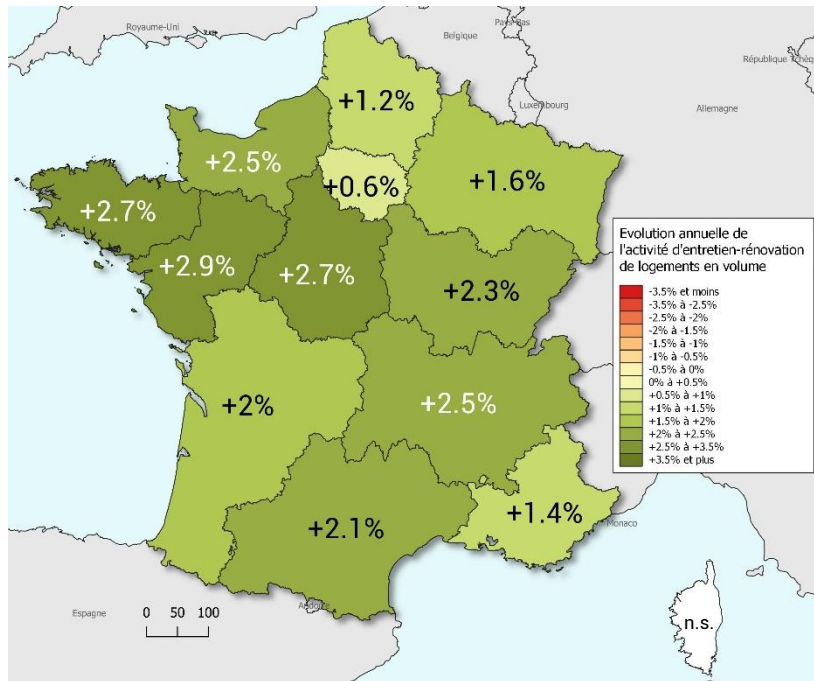 Royaume-Uni
Pays-Bas
Belgique
République Tchèque
Luxembourg
Allemagne
+1.2%
+2.5%
+0.6%
+1.6%
+2.7%
+2.9%
+2.7%
+2.3%
+2%
+2.5%
+2.1%
+1.4%
Monaco
Andorre
Espagne
0 50 100
n.s.
Evolution annuelle de
l'activité d'entretien-rénovation
de logements en volume
-3.5% et moins
-3.5% à -2.5%
-2.5% à -2%
-2% à -1.5%
-1.5% à -1%
-1% à -0.5%
-0.5% à 0%
0% à +0.5%
+0.5% à +1%
+1% à +1.5%
+1.5% à +2%
+2% à +2.5%
+2.5% à +3.5%
+3.5% et plus